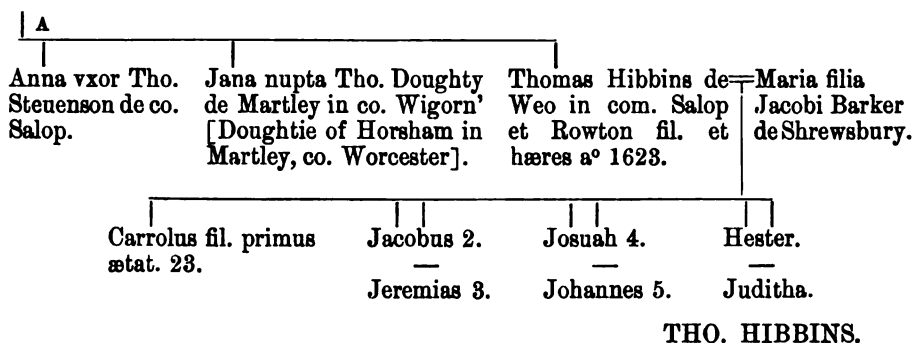 A
Anna vxor Tho.
Steuenson de co.
Salop.
Jana nupta Tho. Doughty
de Martley in co. Wigorn'
[Doughtie of Horsham in
Martley, co. Worcester].
Thomas Hibbins de
Weo in com. Salop
et Rowton fil. et
hæres aº 1623.
Maria filia
Jacobi Barker
de Shrewsbury.
Carrolus fil. primus
ætat. 23.
Jacobus 2.
Jeremias 3.
Josuah 4.
Johannes 5.
Hester.
Juditha.
THO. HIBBINS.